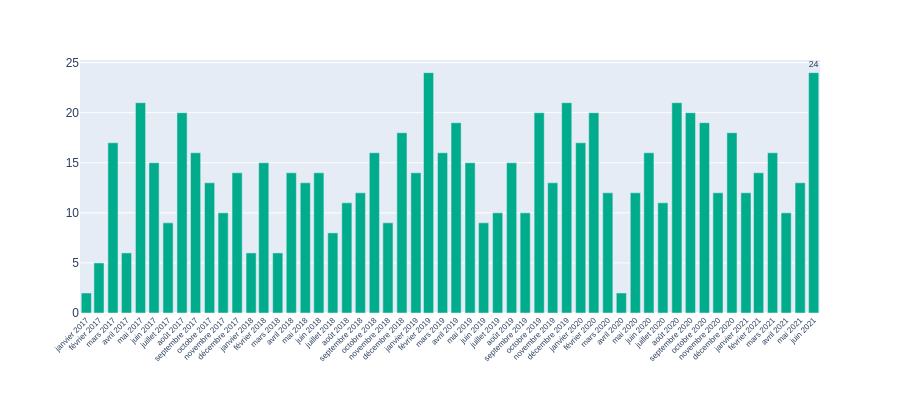 25
20
15
10
5
0
24
janvier 2017
février 2017
mars 2017
avril 2017
mai 2017
juin 2017
juillet 2017
août 2017
septembre 2017
octobre 2017
novembre 2017
décembre 2017
janvier 2018
février 2018
mars 2018
avril 2018
mai 2018
juin 2018
juillet 2018
août 2018
septembre 2018
octobre 2018
novembre 2018
décembre 2018
janvier 2019
février 2019
mars 2019
avril 2019
mai 2019
juin 2019
juillet 2019
août 2019
septembre 2019
octobre 2019
novembre 2019
décembre 2019
janvier 2020
février 2020
mars 2020
avril 2020
mai 2020
juin 2020
juillet 2020
août 2020
septembre 2020
octobre 2020
novembre 2020
décembre 2020
janvier 2021
février 2021
mars 2021
avril 2021
mai 2021
juin 2021